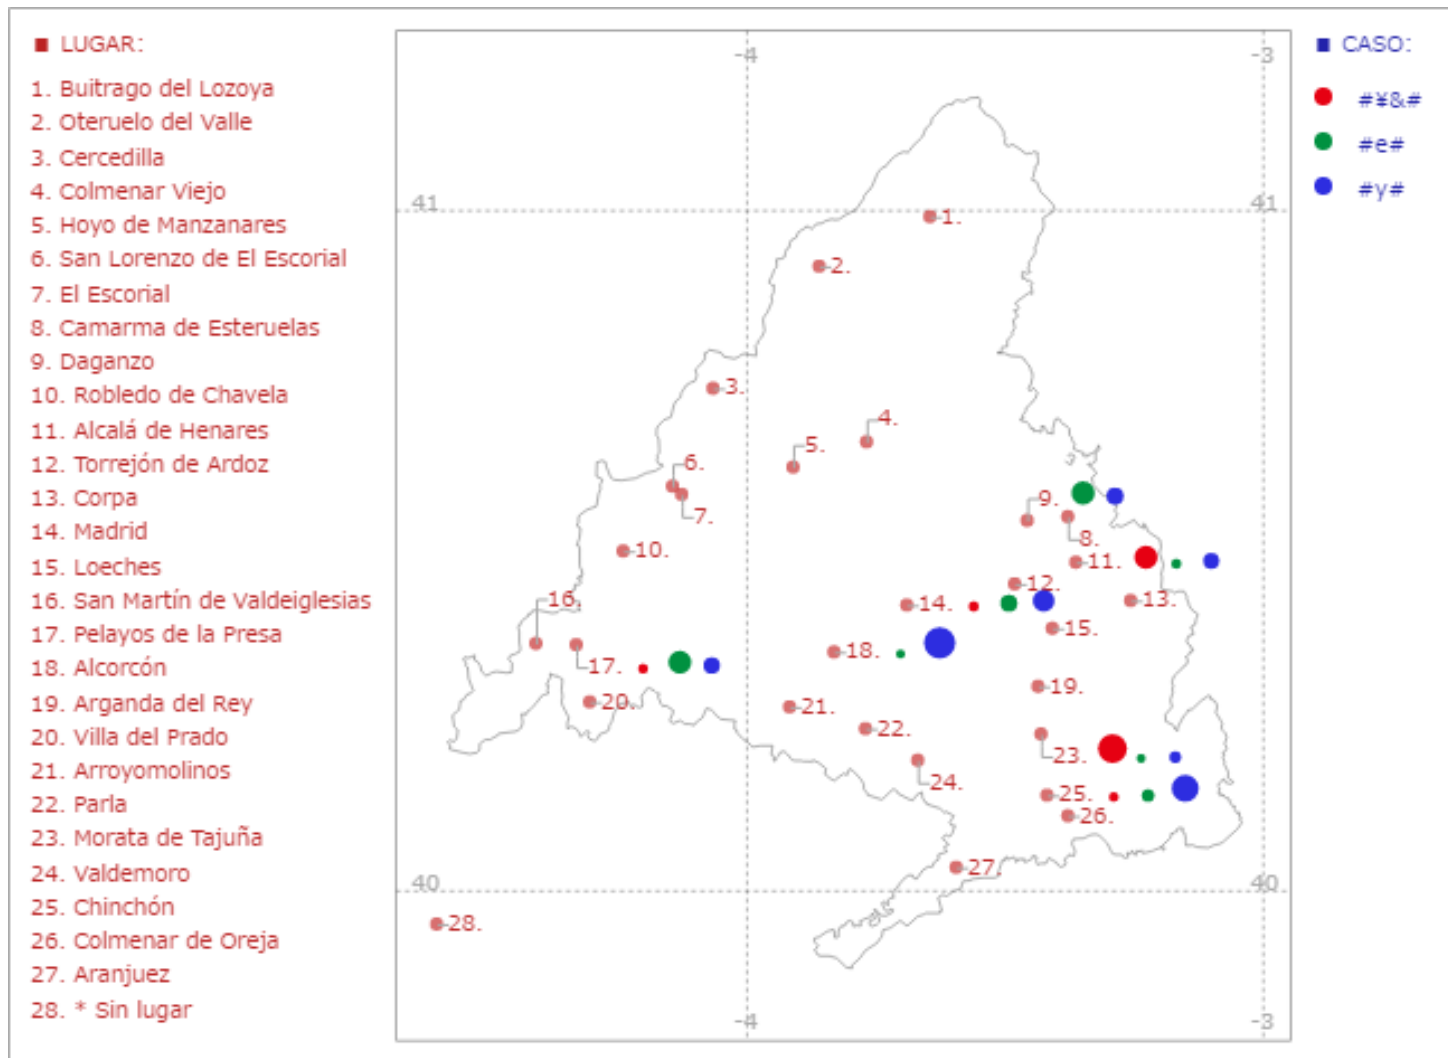 ■ LUGAR:
1. Buitrago del Lozoya
2. Oteruelo del Valle
3. Cercedilla
4. Colmenar Viejo
5. Hoyo de Manzanares
6. San Lorenzo de El Escorial
7. El Escorial
8. Camarma de Esteruelas
9. Daganzo
10. Robledo de Chavela
11. Alcalá de Henares
12. Torrejón de Ardoz
13. Corpa
14. Madrid
15. Loeches
16. San Martín de Valdeiglesias
17. Pelayos de la Presa
18. Alcorcón
19. Arganda del Rey
20. Villa del Prado
21. Arroyomolinos
22. Parla
23. Morata de Tajuña
24. Valdemoro
25. Chinchón
26. Colmenar de Oreja
27. Aranjuez
28. * Sin lugar
-4
-3
41
41
1.
2.
3.
4.
5.
6.
7.
9.
8.
10.
11.
12.
13.
14.
15.
16.
17.
18.
19.
20.
21.
22.
23.
24.
25.
26.
27.
40
40
28.
-4
-3
■ CASO:
#¥&#
#e#
#y#